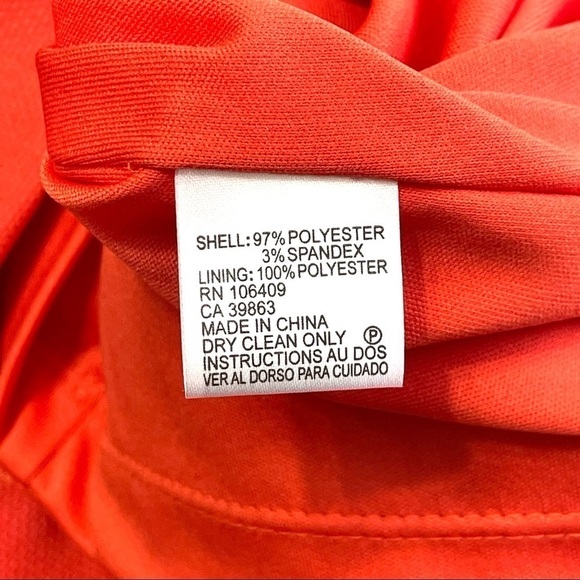 SHELL: 97% POLYESTER
3% SPANDEX
LINING: 100% POLYESTER
RN 106409
CA 39863
MADE IN CHINA
DRY CLEAN ONLY Ⓟ
INSTRUCTIONS AU DOS
VER AL DORSO PARA CUIDADO